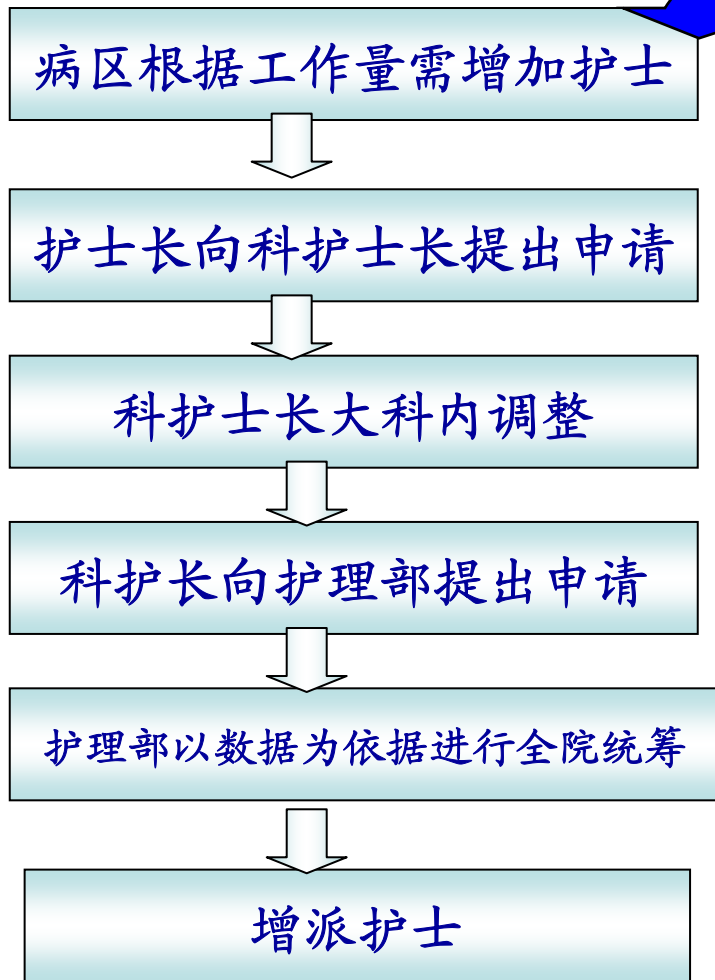 病区根据工作量需增加护士
护士长向科护士长提出申请
科护士长大科内调整
科护长向护理部提出申请
护理部以数据为依据进行全院统筹
增派护士